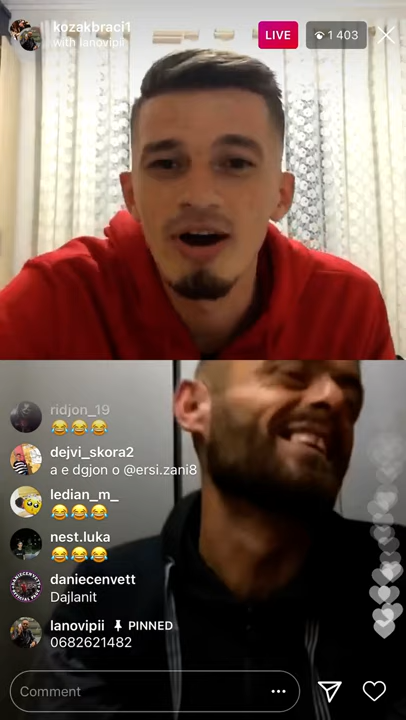 kozakbraci1
with lanovipii
LIVE
1 403
ridjon_19
😂😂😂
dejvi_skora2
a e dgjon o @ersi.zani8
ledian_m_
😂😂😂
nest.luka
😂😂😂
daniecenvett
Dajlanit
lanovipii PINNED
0682621482
Comment